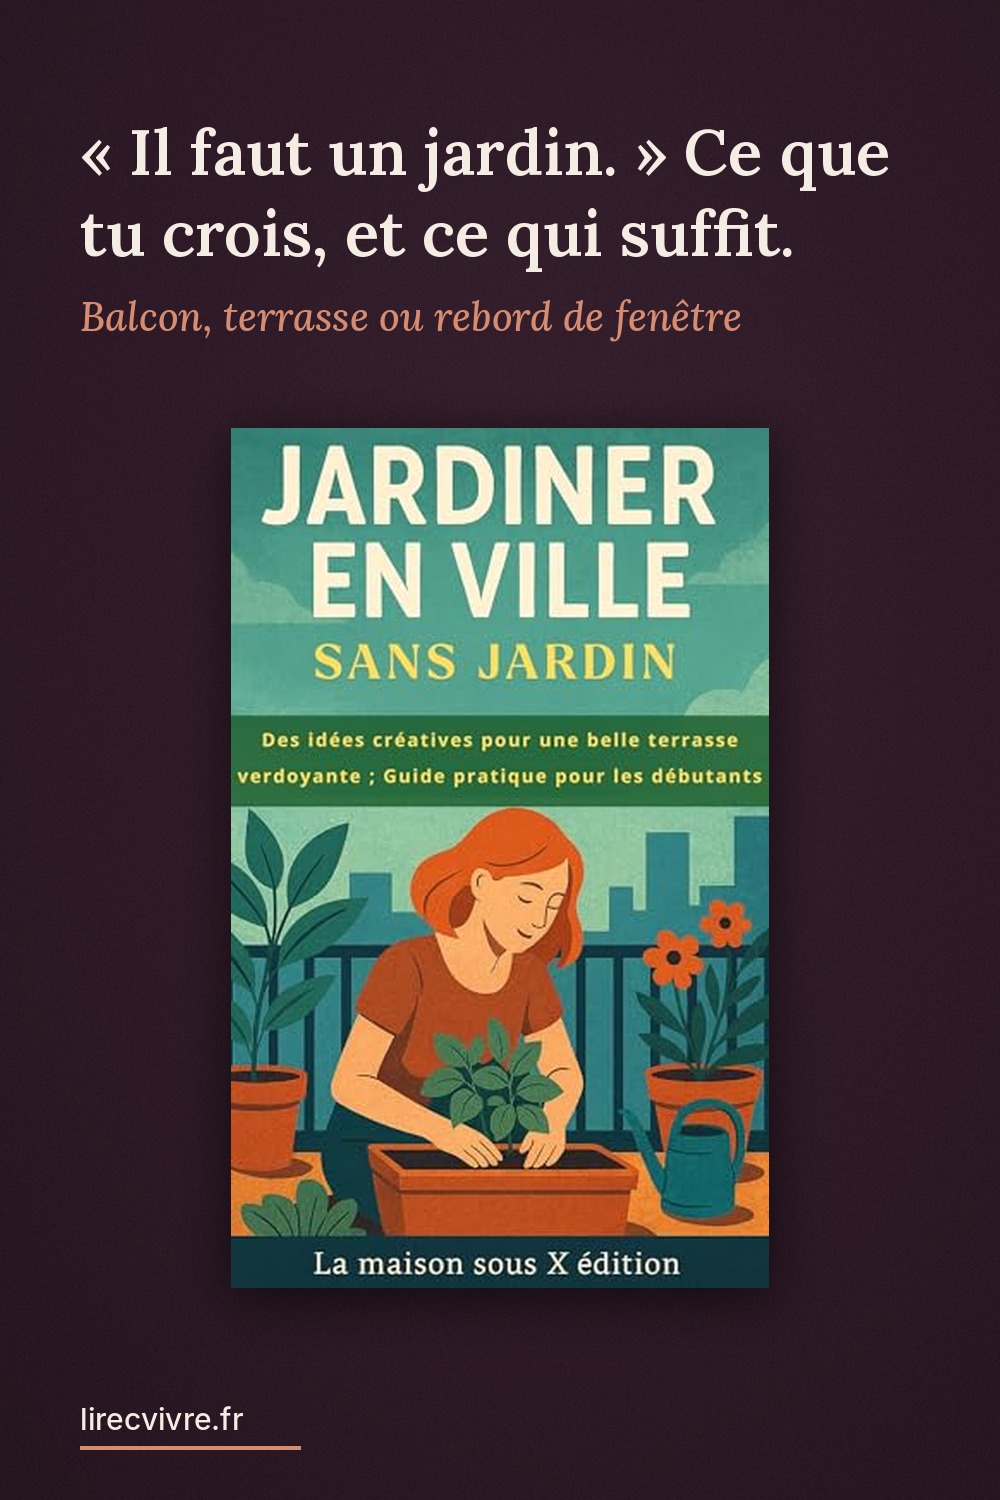 « Il faut un jardin. » Ce que
tu crois, et ce qui suffit.
Balcon, terrasse ou rebord de fenêtre
JARDINER
EN VILLE
SANS JARDIN
Des idées créatives pour une belle terrasse
verdoyante ; Guide pratique pour les débutants
La maison sous X édition
lirecvivre.fr